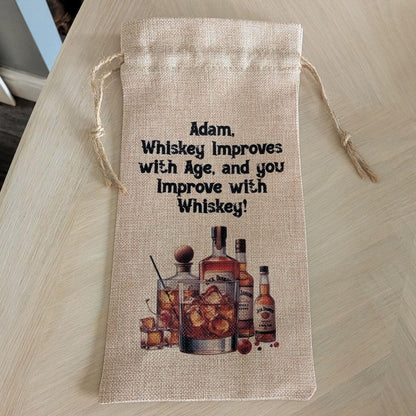 Adam,
Whiskey Improves
with Age, and you
Improve with
Whiskey!